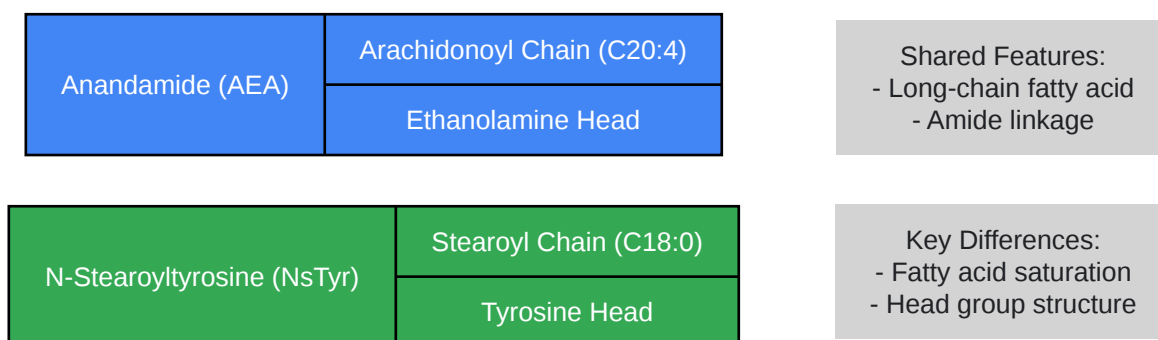 Anandamide (AEA)
Arachidonoyl Chain (C20:4)
Ethanolamine Head
Shared Features:
- Long-chain fatty acid
- Amide linkage
N-Stearoyltyrosine (NsTyr)
Stearoyl Chain (C18:0)
Tyrosine Head
Key Differences:
- Fatty acid saturation
- Head group structure